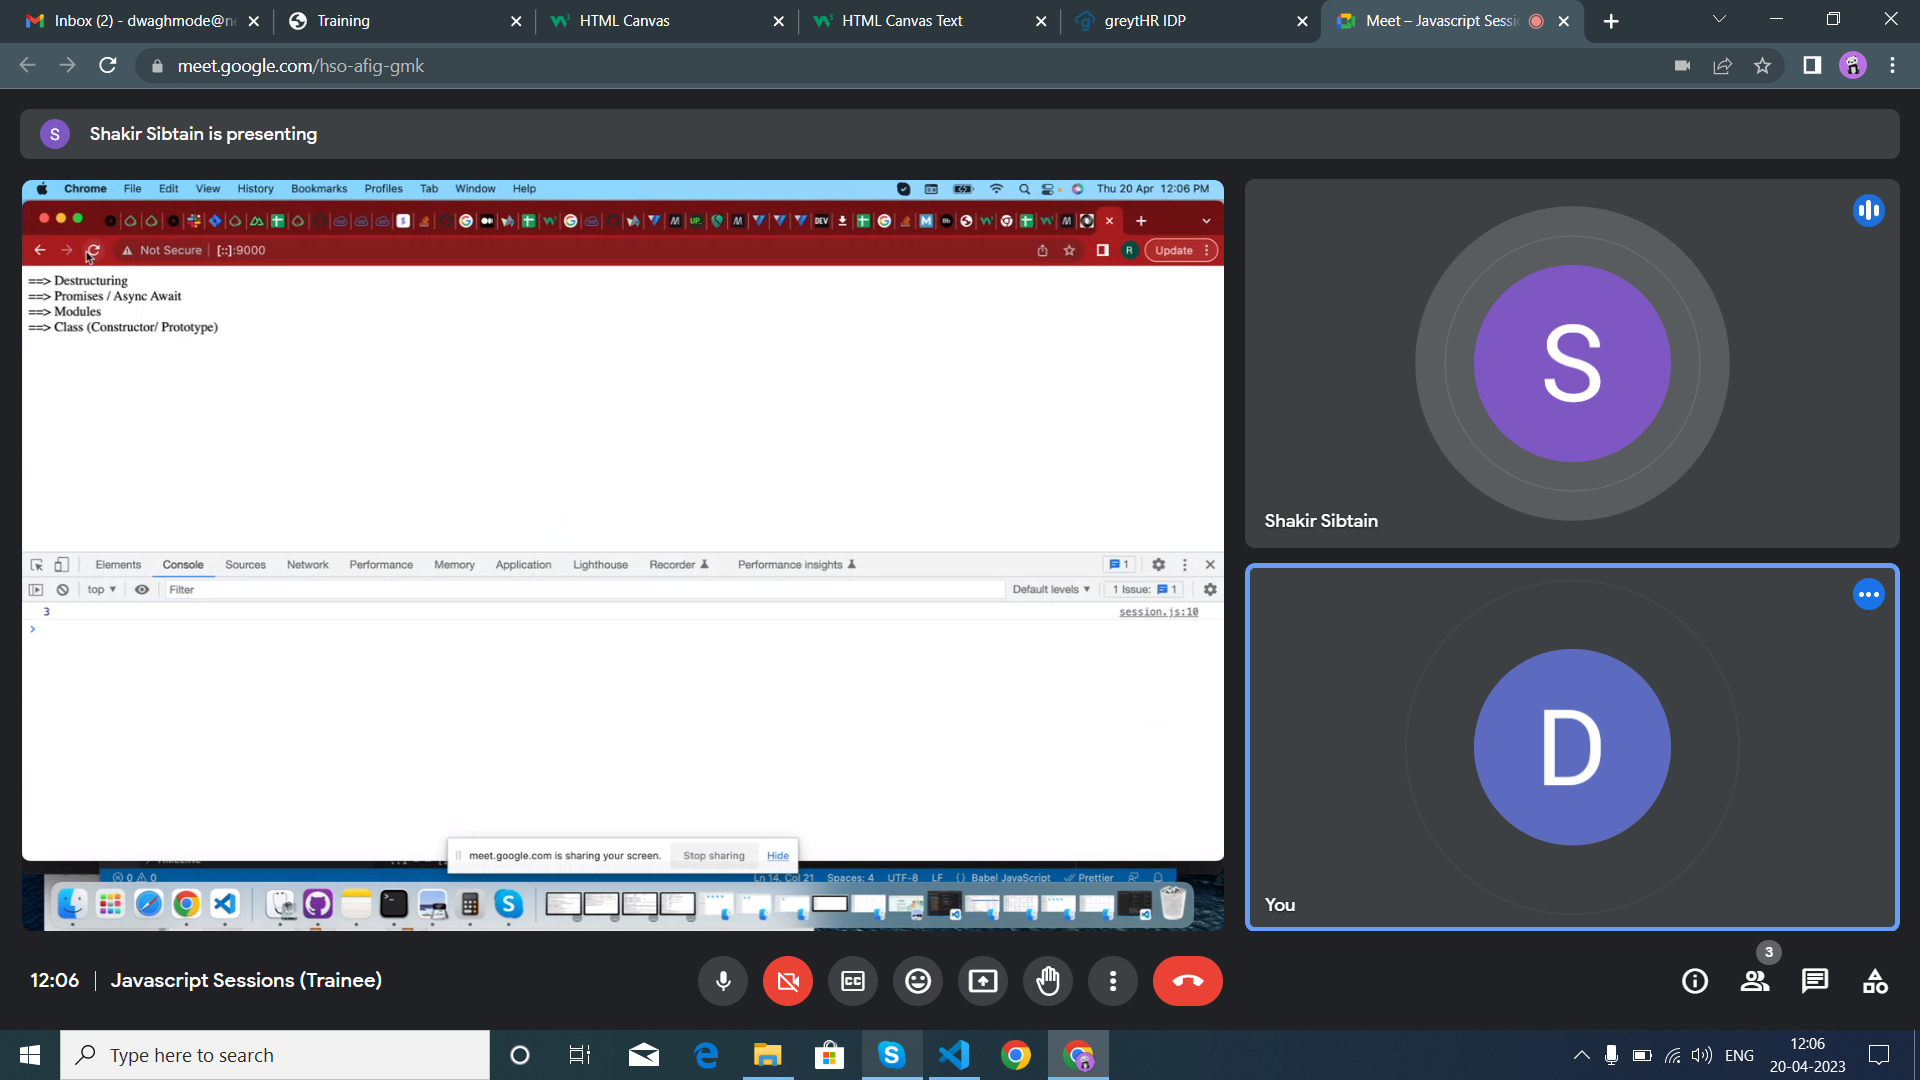 Inbox (2) - dwaghmode@ne
Training
HTML Canvas
HTML Canvas Text
greytHR IDP
Meet – Javascript Sessi
meet.google.com/hso-afig-gmk
S
Shakir Sibtain is presenting
Chrome File Edit View History Bookmarks Profiles Tab Window Help
Thu 20 Apr 12:06 PM
Not Secure [::]:9000
R
Update
==> Destructuring
==> Promises / Async Await
==> Modules
==> Class (Constructor/ Prototype)
Elements Console Sources Network Performance Memory Application Lighthouse Recorder Performance insights
1
top
Filter
Default levels
1 Issue: 1
3
session.js:10
meet.google.com is sharing your screen. Stop sharing Hide
0 0
Ln 14, Col 21 Spaces: 4 UTF-8 LF {} Babel JavaScript Prettier
S
Shakir Sibtain
D
You
12:06 | Javascript Sessions (Trainee)
CC
3
Type here to search
ENG
12:06
20-04-2023